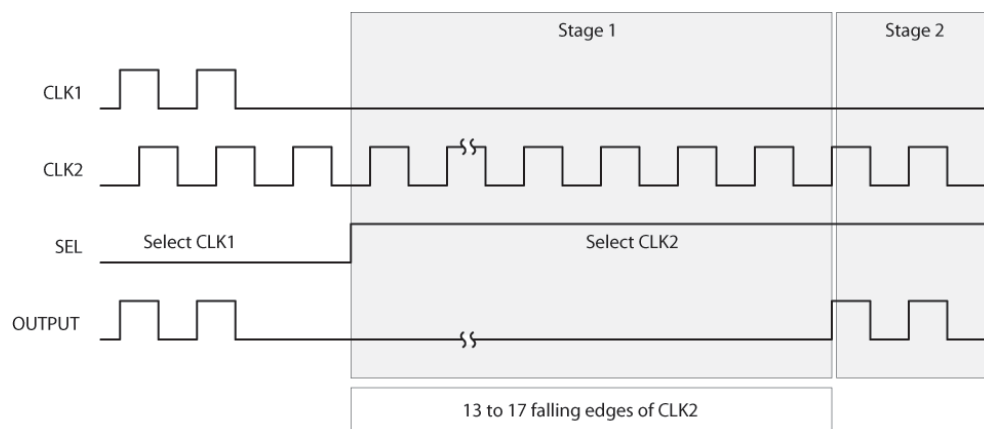 Stage 1
Stage 2
CLK1
CLK2
SEL
Select CLK1
Select CLK2
OUTPUT
13 to 17 falling edges of CLK2